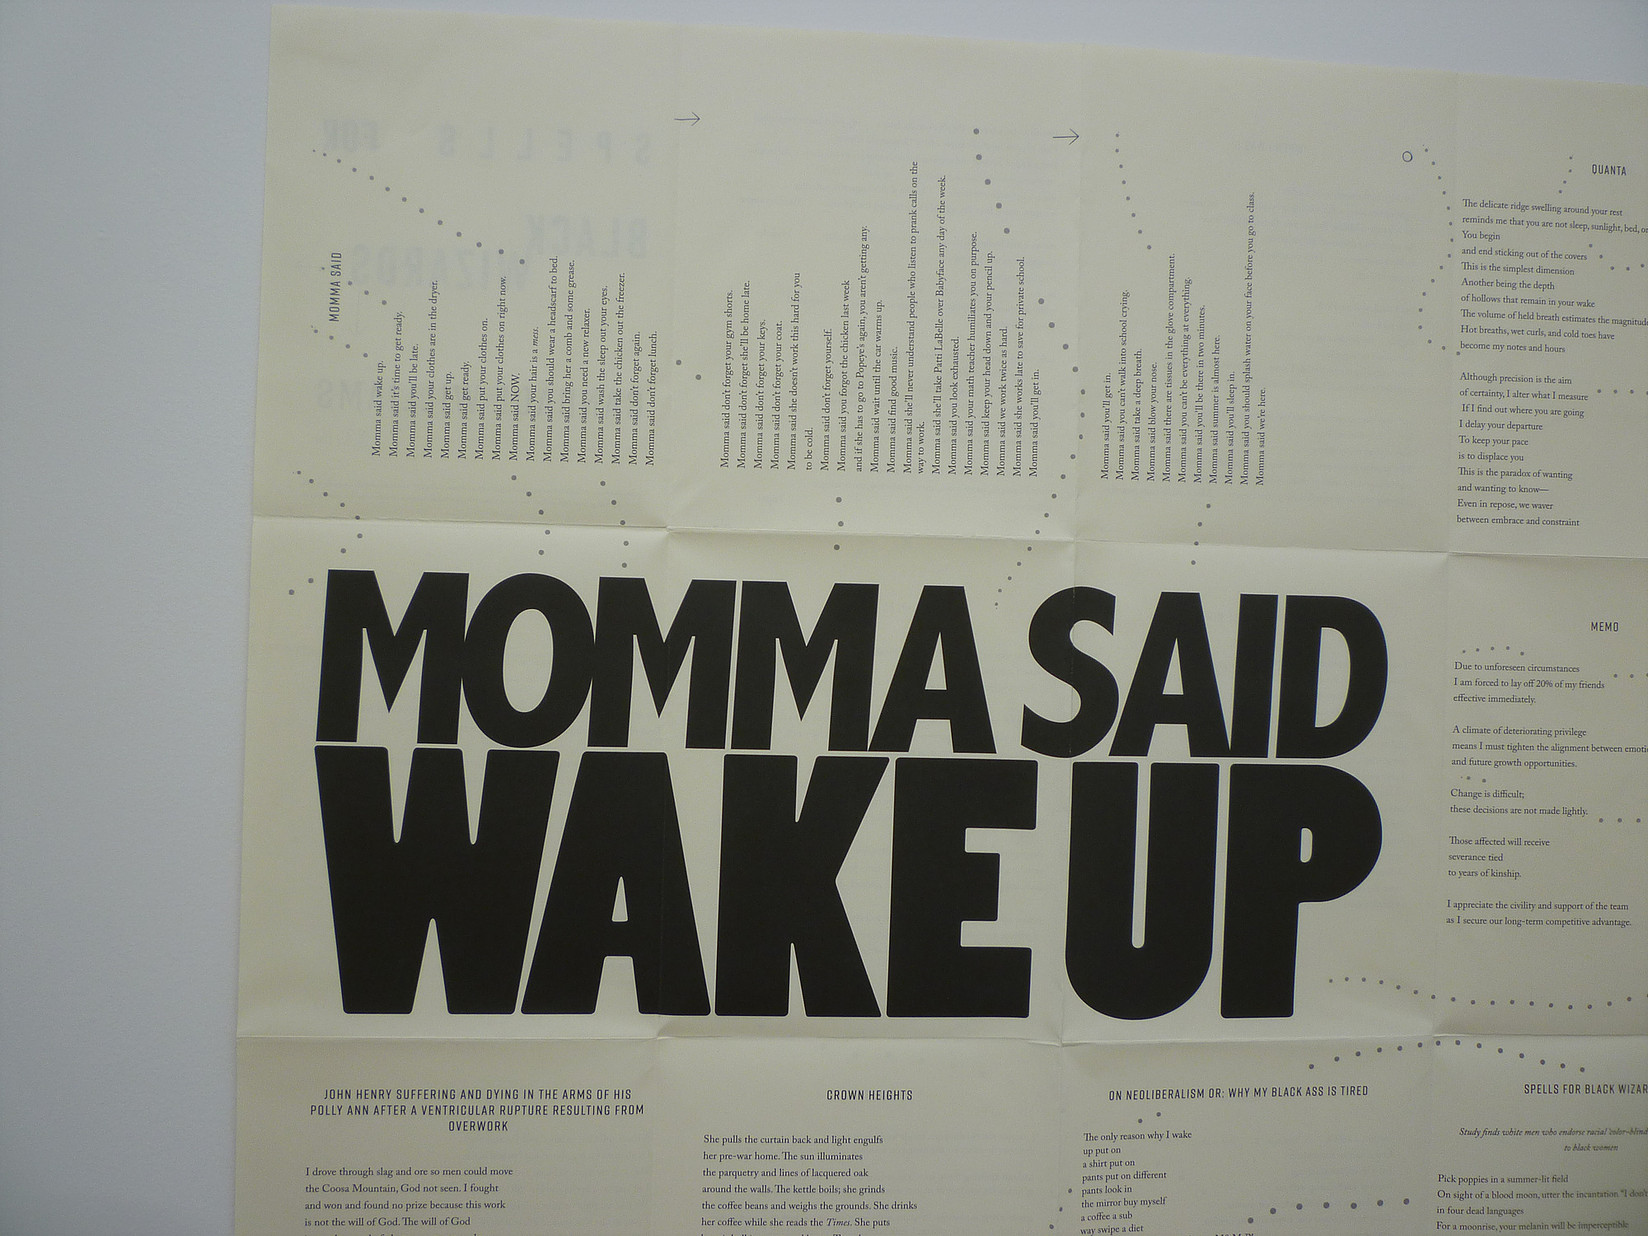 MOMMA SAID
Momma said wake up.
Momma said it's time to get ready.
Momma said you'll be late.
Momma said your clothes are in the dryer.
Momma said get up.
Momma said get ready.
Momma said put your clothes on.
Momma said put your clothes on right now.
Momma said NOW.
Momma said your hair is a mess.
Momma said you should wear a headscarf to bed.
Momma said bring her a comb and some grease.
Momma said you need a new relaxer.
Momma said wash the sleep out your eyes.
Momma said take the chicken out the freezer.
Momma said don't forget again.
Momma said don't forget lunch.
→
Momma said don't forget your gym shorts.
Momma said don't forget she'll be home late.
Momma said don't forget your keys.
Momma said don't forget your coat.
Momma said she doesn't work this hard for you
to be cold.
Momma said don't forget yourself.
Momma said you forgot the chicken last week
and if she has to go to Popeye's again, you aren't getting any.
Momma said wait until the car warms up.
Momma said find good music.
Momma said she'll never understand people who listen to prank calls on the
way to work.
Momma said she'll take Patti LaBelle over Babyface any day of the week.
Momma said you look exhausted.
Momma said your math teacher humiliates you on purpose.
Momma said keep your head down and your pencil up.
Momma said we work twice as hard.
Momma said she works late to save for private school.
Momma said you'll get in.
→
Momma said you'll get in.
Momma said you can't walk into school crying.
Momma said take a deep breath.
Momma said blow your nose.
Momma said there are tissues in the glove compartment.
Momma said you can't be everything at everything.
Momma said you'll be there in two minutes.
Momma said summer is almost here.
Momma said you'll sleep in.
Momma said you should splash water on your face before you go to class.
Momma said we're here.
QUANTA
The delicate ridge swelling around your rest
reminds me that you are not sleep, sunlight, bed,
You begin
and end sticking out of the covers
This is the simplest dimension
Another being the depth
of hollows that remain in your wake
The volume of held breath estimates the magnitude
Hot breaths, wet curls, and cold toes have
become my notes and hours
Although precision is the aim
of certainty, I alter what I measure
If I find out where you are going
I delay your departure
To keep your pace
is to displace you
This is the paradox of wanting
and wanting to know—
Even in repose, we waver
between embrace and constraint
MOMMA SAID
WAKE UP
MEMO
Due to unforeseen circumstances
I am forced to lay off 20% of my friends
effective immediately.
A climate of deteriorating privilege
means I must tighten the alignment between
and future growth opportunities.
Change is difficult;
these decisions are not made lightly.
Those affected will receive
severance tied
to years of kinship.
I appreciate the civility and support of the team
as I secure our long-term competitive advantage.
JOHN HENRY SUFFERING AND DYING IN THE ARMS OF HIS
POLLY ANN AFTER A VENTRICULAR RUPTURE RESULTING FROM
OVERWORK
I drove through slag and ore so men could move
the Coosa Mountain, God not seen. I fought
and won and found no prize because this work
is not the will of God. The will of God
CROWN HEIGHTS
She pulls the curtain back and light engulfs
her pre-war home. The sun illuminates
the parquetry and lines of lacquered oak
around the walls. The kettle boils; she grinds
the coffee beans and weighs the grounds. She drinks
her coffee while she reads the Times. She puts
ON NEOLIBERALISM OR: WHY MY BLACK ASS IS TIRED
The only reason why I wake
up put on
a shirt put on
pants put on different
pants look in
the mirror buy myself
a coffee a sub
way swipe a diet
SPELLS FOR BLACK WIZAR
Study finds white men who endorse racial color-blind
to black women
Pick poppies in a summer-lit field
On sight of a blood moon, utter the incantation "I don't
in four dead languages
For a moonrise, your melanin will be imperceptible